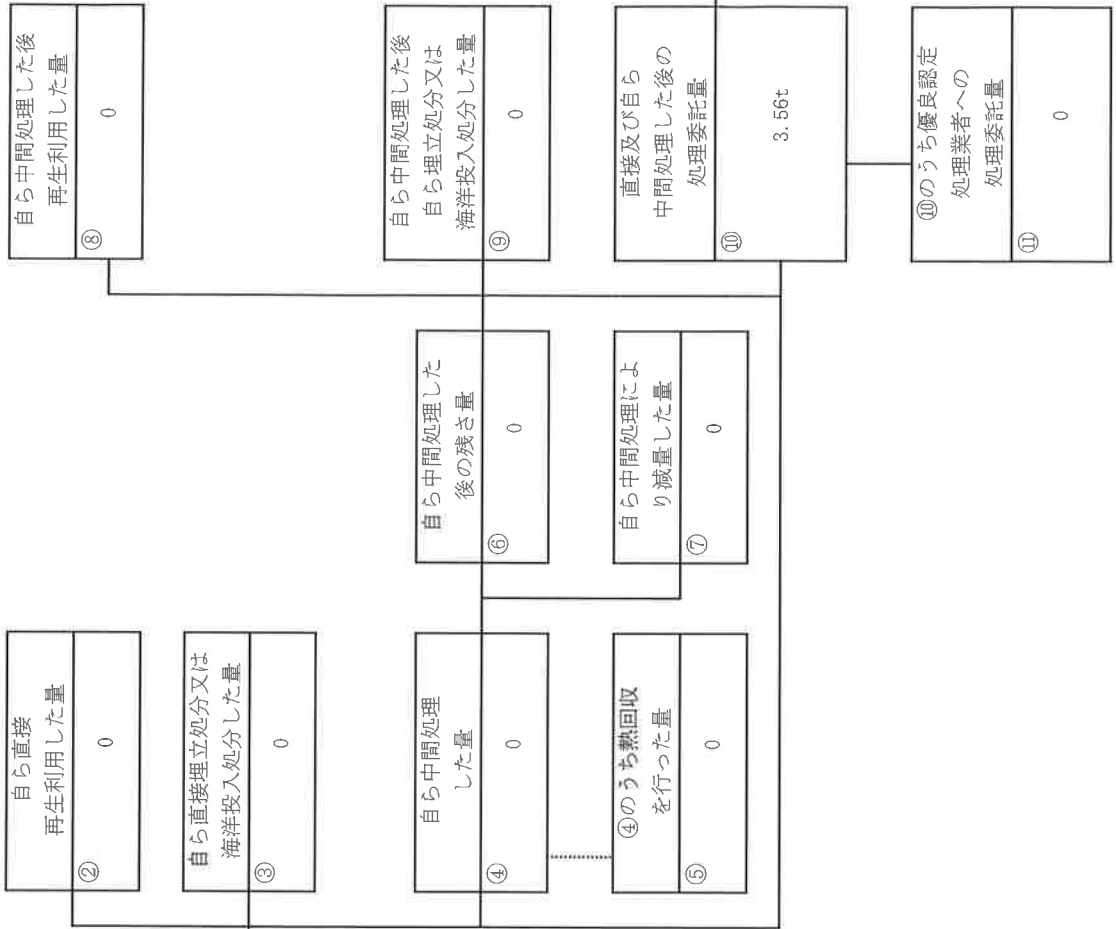 自ら直接
再生利用した量
②
0
自ら直接埋立処分又は
海洋投入処分した量
③
0
自ら中間処理
した量
④
0
④のうち熱回収
を行った量
⑤
0
自ら中間処理した
後の残さ量
⑥
0
自ら中間処理によ
り減量した量
⑦
0
自ら中間処理した後
再生利用した量
⑧
0
自ら中間処理した後
自ら埋立処分又は
海洋投入処分した量
⑨
0
直接及び自ら
中間処理した後の
処理委託量
⑩
3.56t
⑩のうち優良認定
処理業者への
処理委託量
⑪
0